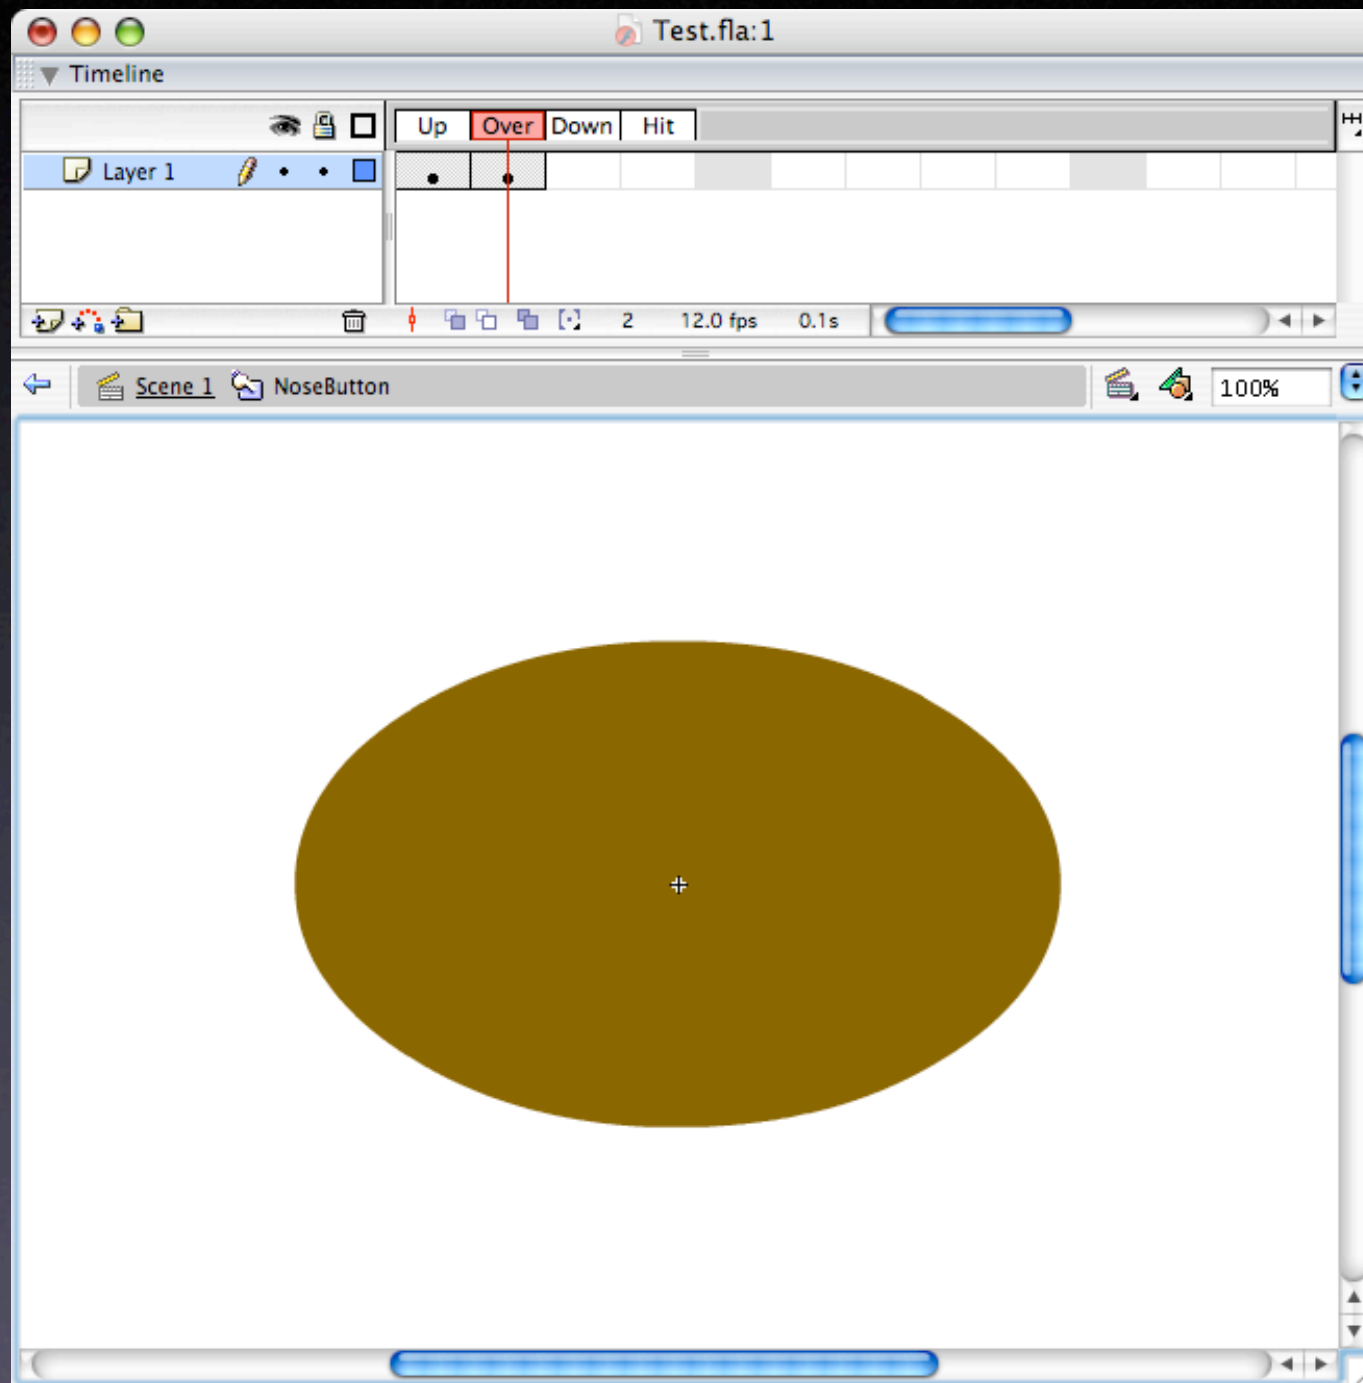 Test.fla:1
Timeline
Up Over Down Hit
Layer 1
2 12.0 fps 0.1s
Scene 1 NoseButton 100%